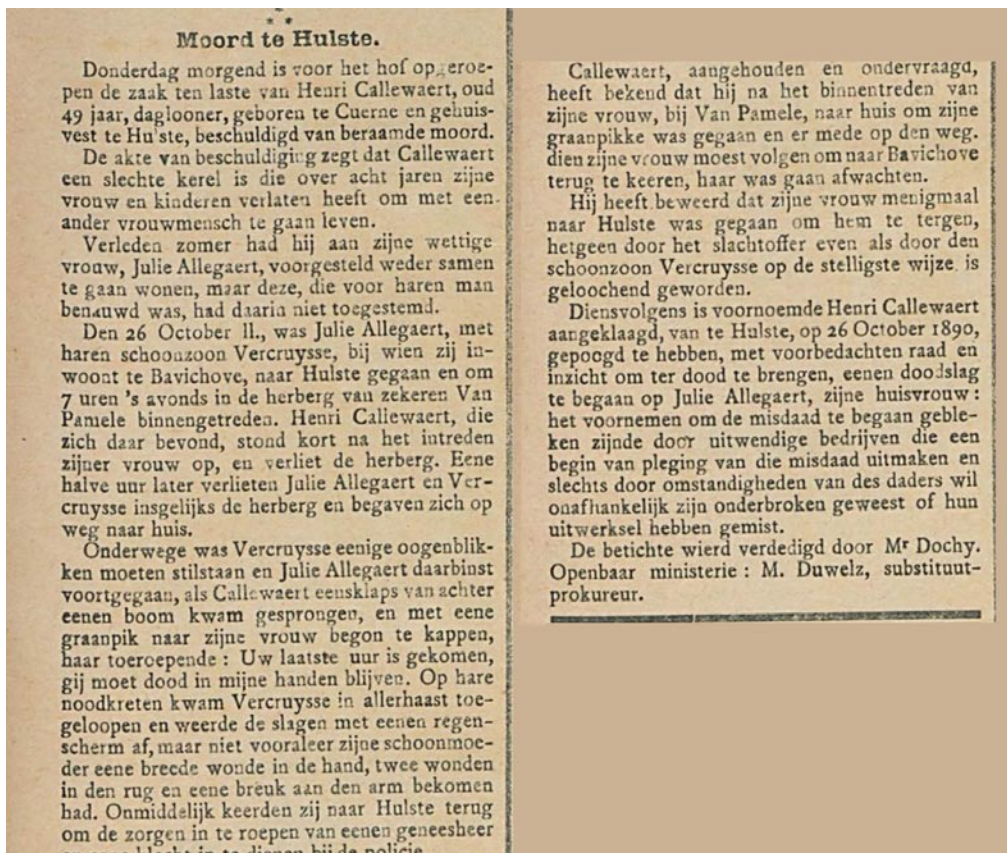 Moord te Hulste.
Donderdag morgend is voor het hof opgeroe-
pen de zaak ten laste van Henri Callewaert, oud
49 jaar, daglooner, geboren te Cuerne en gehuis-
vest te Hu'ste, beschuldigd van beraamde moord.
De akte van beschuldiging zegt dat Callewaert
een slechte kerel is die over acht jaren zijne
vrouw en kinderen verlaten heeft om met een
ander vrouwmensch te gaan leven.
Verleden zomer had hij aan zijne wettige
vrouw, Julie Allegaert, voorgesteld weder samen
te gaan wonen, maar deze, die voor haren man
benauwd was, had daarin niet toegestemd.
Den 26 October ll., was Julie Allegaert, met
haren schoonzoon Vercruysse, bij wien zij in-
woont te Bavichove, naar Hulste gegaan en om
7 uren 's avonds in de herberg van zekeren Van
Pamele binnengetreden. Henri Callewaert, die
zich daar bevond, stond kort na het intreden
zijner vrouw op, en verliet de herberg. Eene
halve uur later verlieten Julie Allegaert en Ver-
cruysse insgelijks de herberg en begaven zich op
weg naar huis.
Onderwege was Vercruysse eenige oogenblik-
ken moeten stilstaan en Julie Allegaert daarbinst
voortgegaan, als Callewaert eensklaps van achter
eenen boom kwam gesprongen, en met eene
graanpik naar zijne vrouw begon te kappen,
haar toeroepende : Uw laatste uur is gekomen,
gij moet dood in mijne handen blijven. Op hare
noodkreten kwam Vercruysse in allerhaast toe-
geloopen en weerde de slagen met eenen regen-
scherm af, maar niet vooraleer zijne schoonmoe-
der eene breede wonde in de hand, twee wonden
in den rug en eene breuk aan den arm bekomen
had. Onmiddelijk keerden zij naar Hulste terug
om de zorgen in te roepen van eenen geneesheer
Callewaert, aangehouden en ondervraagd,
heeft bekend dat hij na het binnentreden van
zijne vrouw, bij Van Pamele, naar huis om zijne
graanpikke was gegaan en er mede op den weg.
dien zijne vrouw moest volgen om naar Bavichove
terug te keeren, haar was gaan afwachten.
Hij heeft beweerd dat zijne vrouw menigmaal
naar Hulste was gegaan om hem te tergen,
hetgeen door het slachtoffer even als door den
schoonzoon Vercruysse op de stelligste wijze is
geloochend geworden.
Diensvolgens is voornoemde Henri Callewaert
aangeklaagd, van te Hulste, op 26 October 1890,
gepoogd te hebben, met voorbedachten raad en
inzicht om ter dood te brengen, eenen doodslag
te begaan op Julie Allegaert, zijne huisvrouw :
het voornemen om de misdaad te begaan geble-
ken zijnde door uitwendige bedrijven die een
begin van pleging van die misdaad uitmaken en
slechts door omstandigheden van des daders wil
onafhankelijk zijn onderbroken geweest of hun
uitwerksel hebben gemist.
De betichte wierd verdedigd door Mr Dochy.
Openbaar ministerie : M. Duwelz, substituut-
prokureur.